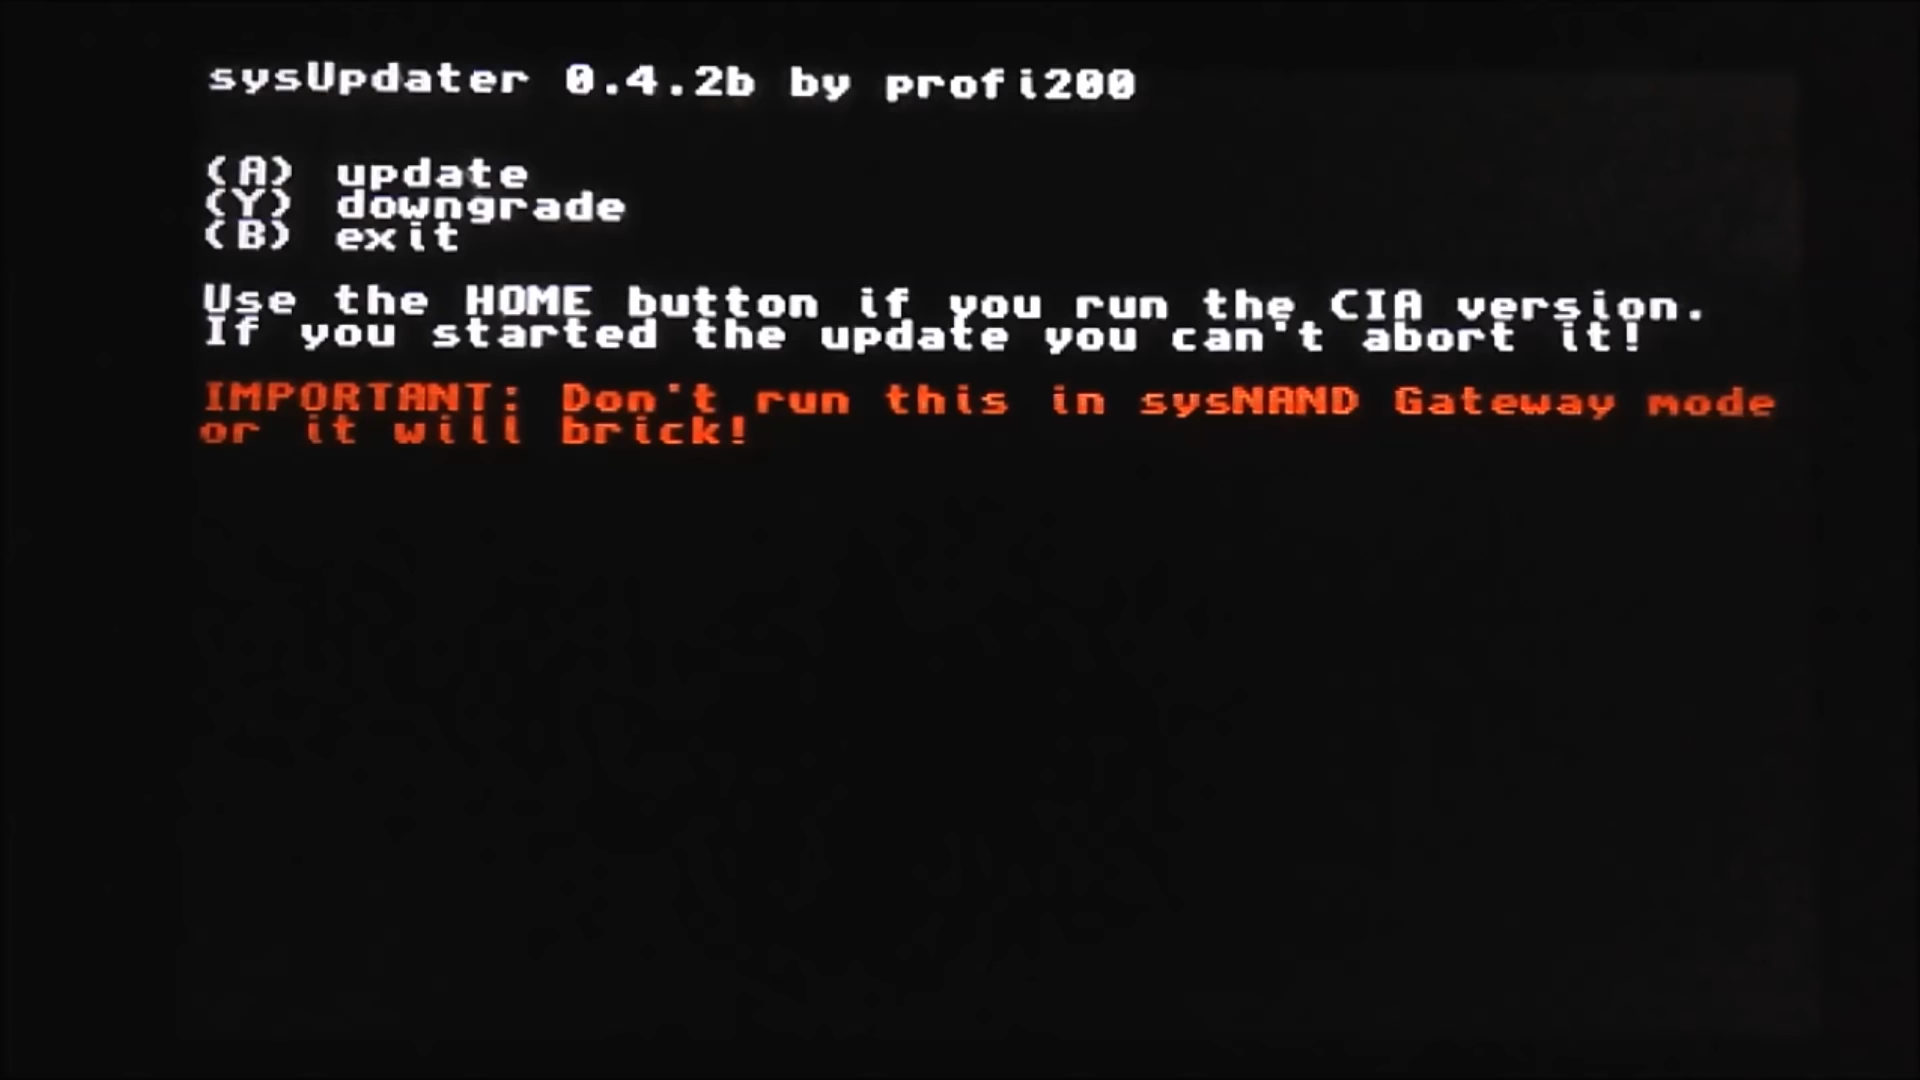 sysUpdater 0.4.2b by profi200
(A) update
(Y) downgrade
(B) exit
Use the HOME button if you run the CIA version.
If you started the update you can't abort it!
IMPORTANT: Don't run this in sysNAND Gateway mode
or it will brick!